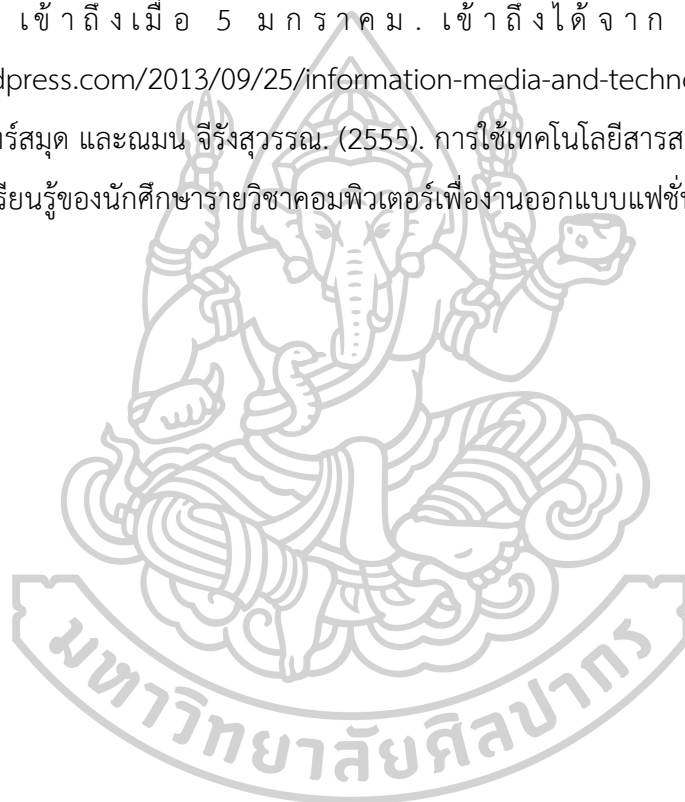 เข้าถึงเมื่อ 5 มกราคม. เข้าถึงได้จาก
dpress.com/2013/09/25/information-media-and-techno
ร์สมุด และณมน จีรังสุวรรณ. (2555). การใช้เทคโนโลยีสารส
รียนรู้ของนักศึกษารายวิชาคอมพิวเตอร์เพื่องานออกแบบแฟชั่น
มหาวิทยาลัยศิลปากร